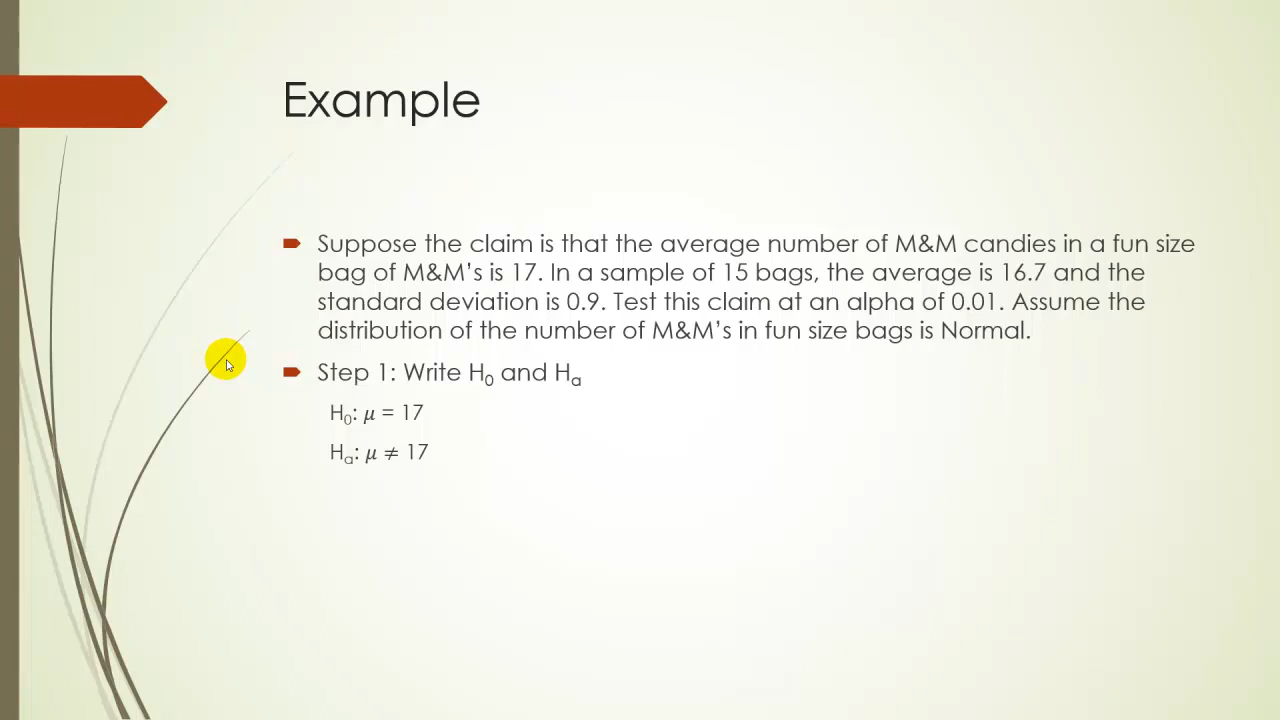 Example
Suppose the claim is that the average number of M&M candies in a fun size
bag of M&M’s is 17. In a sample of 15 bags, the average is 16.7 and the
standard deviation is 0.9. Test this claim at an alpha of 0.01. Assume the
distribution of the number of M&M’s in fun size bags is Normal.
Step 1: Write H₀ and Hₐ
H₀: 𝜇 = 17
Hₐ: 𝜇 ≠ 17